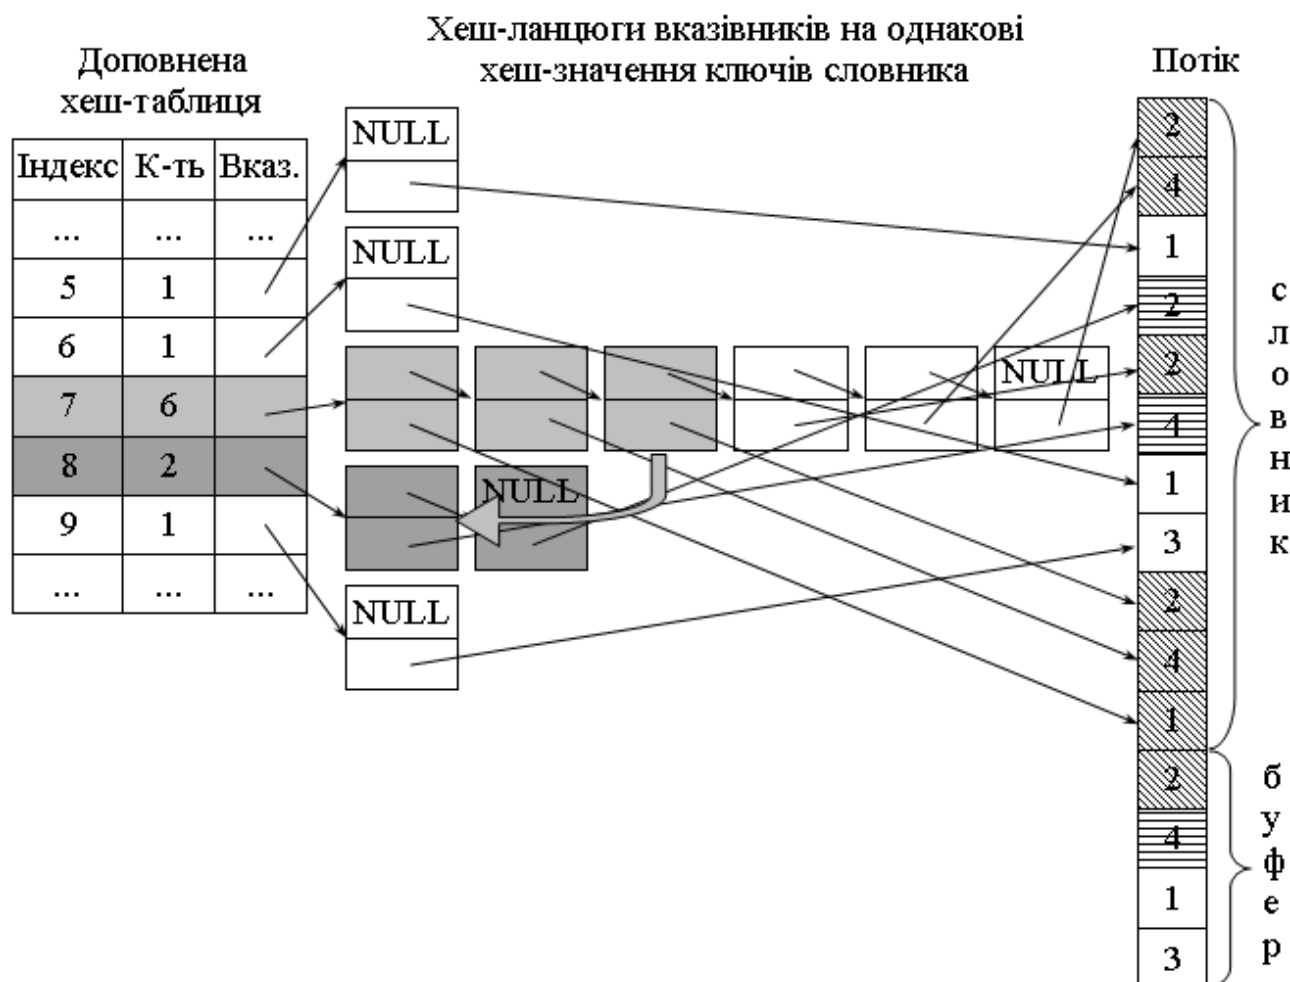 Хеш-ланцюги вказівників на однакові
хеш-значення ключів словника
Доповнена
хеш-таблиця
Потік
Індекс К-ть Вказ.
... ... ...
5 1
6 1
7 6
8 2
9 1
... ... ...
NULL
NULL
NULL
NULL
NULL
2
4
1
2
2
4
1
3
2
4
1
2
4
1
3
словник
буфер